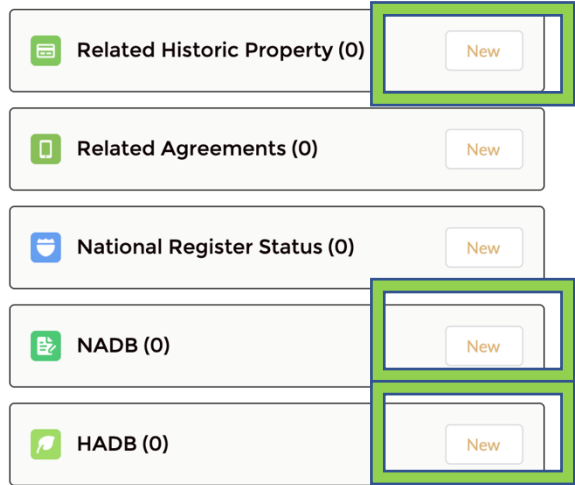 Related Historic Property (0) New
Related Agreements (0) New
National Register Status (0) New
NADB (0) New
HADB (0) New